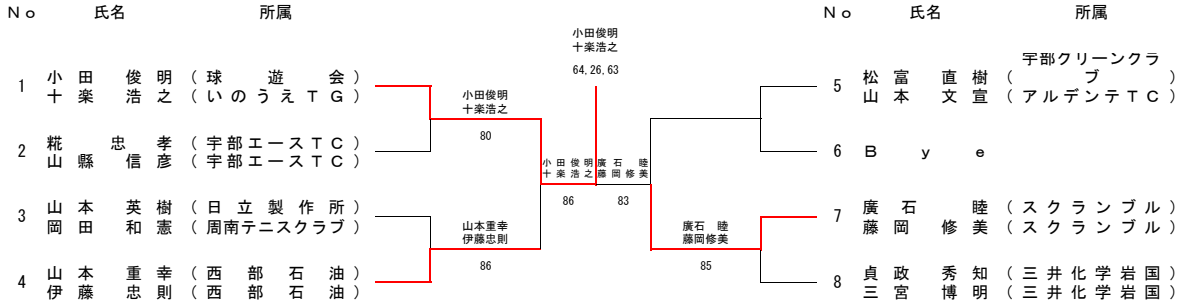 No 氏名 所属
1 小田 俊明 ( 球遊会 )
十楽 浩之 ( いのうえTG )
2 糀 忠孝 ( 宇部エースTC )
山縣 信彦 ( 宇部エースTC )
3 山本 英樹 ( 日立製作所 )
岡田 和憲 ( 周南テニスクラブ )
4 山本 重幸 ( 西部石油 )
伊藤 忠則 ( 西部石油 )
小田俊明
十楽浩之
80
山本重幸
伊藤忠則
86
小田俊明
十楽浩之
86
小田俊明
十楽浩之
64,26,63
廣石 睦
藤岡修美
83
廣石 睦
藤岡修美
85
No 氏名 所属
5 松富 直樹 ( 宇部クリーンクラブ )
山本 文宣 ( アルデンテTC )
6 Bye
7 廣石 睦 ( スクランブル )
藤岡 修美 ( スクランブル )
8 貞政 秀知 ( 三井化学岩国 )
三宮 博明 ( 三井化学岩国 )